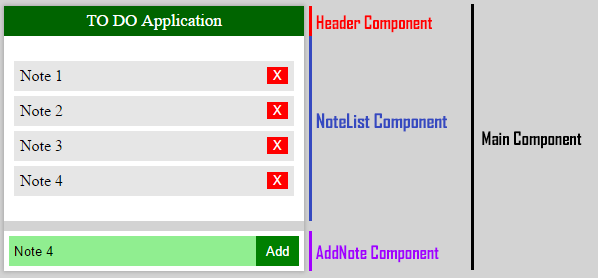 TO DO Application
Header Component
Note 1 X
Note 2 X
NoteList Component
Main Component
Note 3 X
Note 4 X
Note 4 Add
AddNote Component